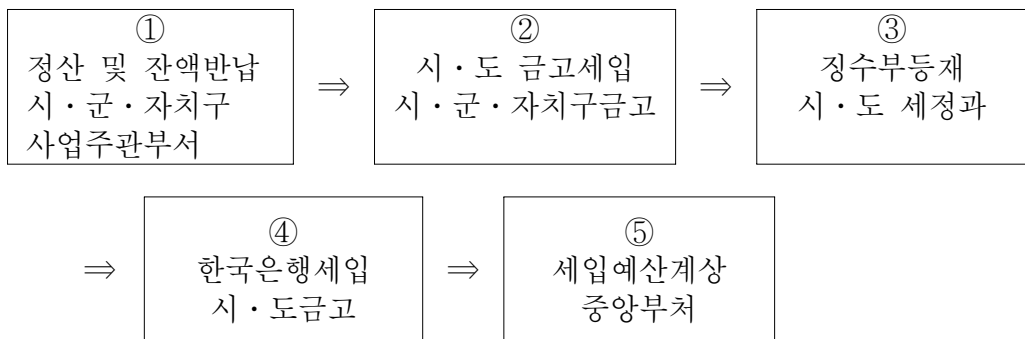 ①
정산 및 잔액반납
시・군・자치구
사업주관부서
⇒
②
시・도 금고세입
시・군・자치구금고
⇒
③
징수부등재
시・도 세정과
⇒
④
한국은행세입
시・도금고
⇒
⑤
세입예산계상
중앙부처